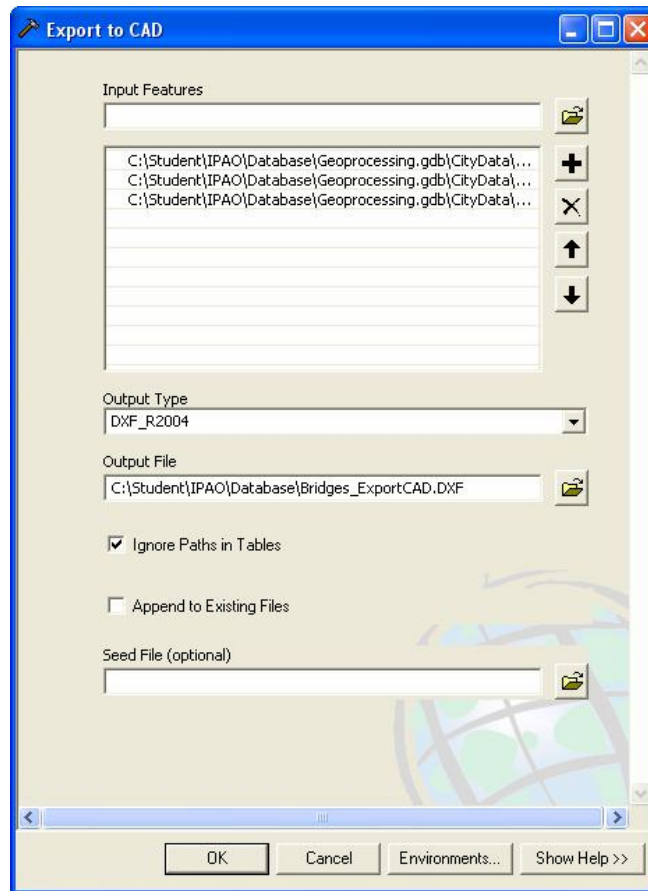 Export to CAD
Input Features
C:\Student\IPAO\Database\Geoprocessing.gdb\CityData\...
C:\Student\IPAO\Database\Geoprocessing.gdb\CityData\...
C:\Student\IPAO\Database\Geoprocessing.gdb\CityData\...
Output Type
DXF_R2004
Output File
C:\Student\IPAO\Database\Bridges_ExportCAD.DXF
Ignore Paths in Tables
Append to Existing Files
Seed File (optional)
OK Cancel Environments... Show Help >>